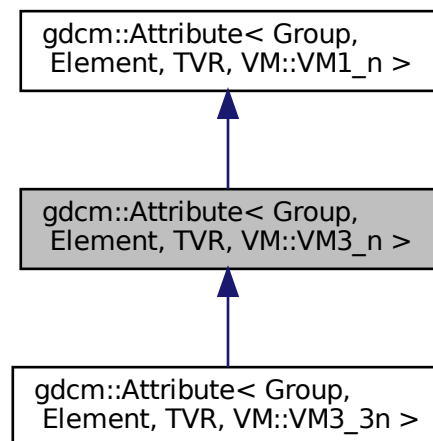 gdcm::Attribute< Group,
Element, TVR, VM::VM1_n >
gdcm::Attribute< Group,
Element, TVR, VM::VM3_n >
gdcm::Attribute< Group,
Element, TVR, VM::VM3_3n >